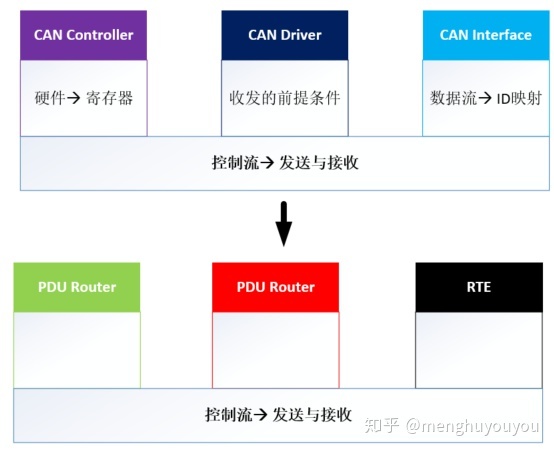 CAN Controller
CAN Driver
CAN Interface
硬件→ 寄存器
收发的前提条件
数据流→ ID映射
控制流→ 发送与接收
PDU Router
PDU Router
RTE
控制流→ 发送与接收
知乎 @menghuyouyou